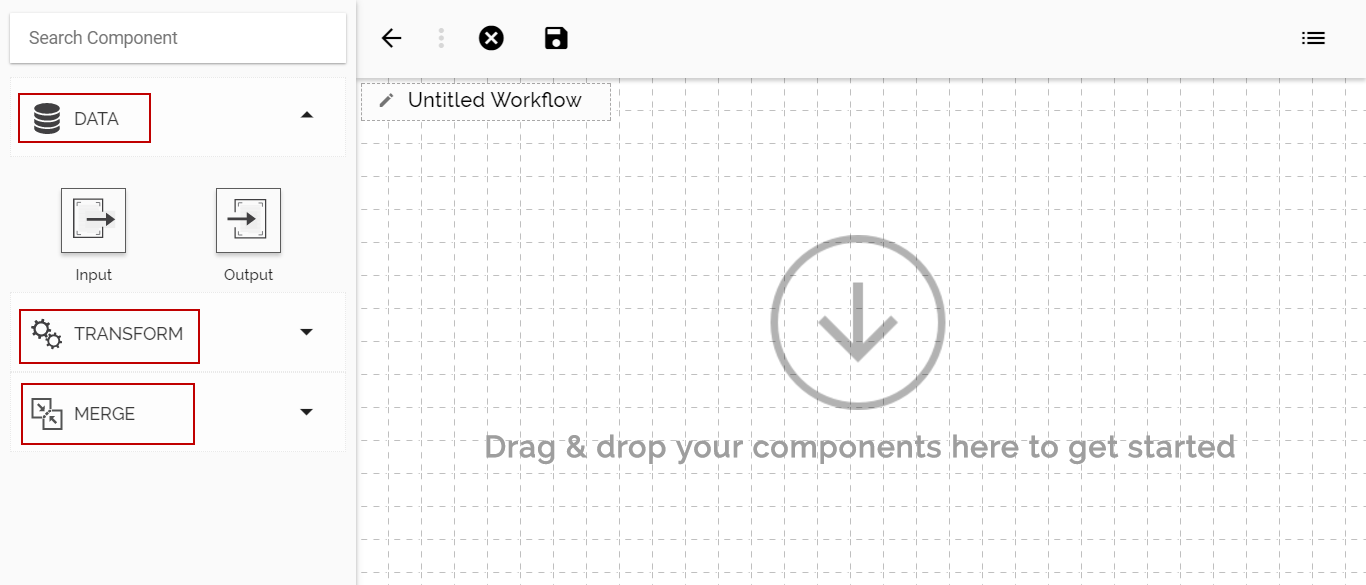 Search Component
DATA
Input
Output
TRANSFORM
MERGE
Untitled Workflow
Drag & drop your components here to get started